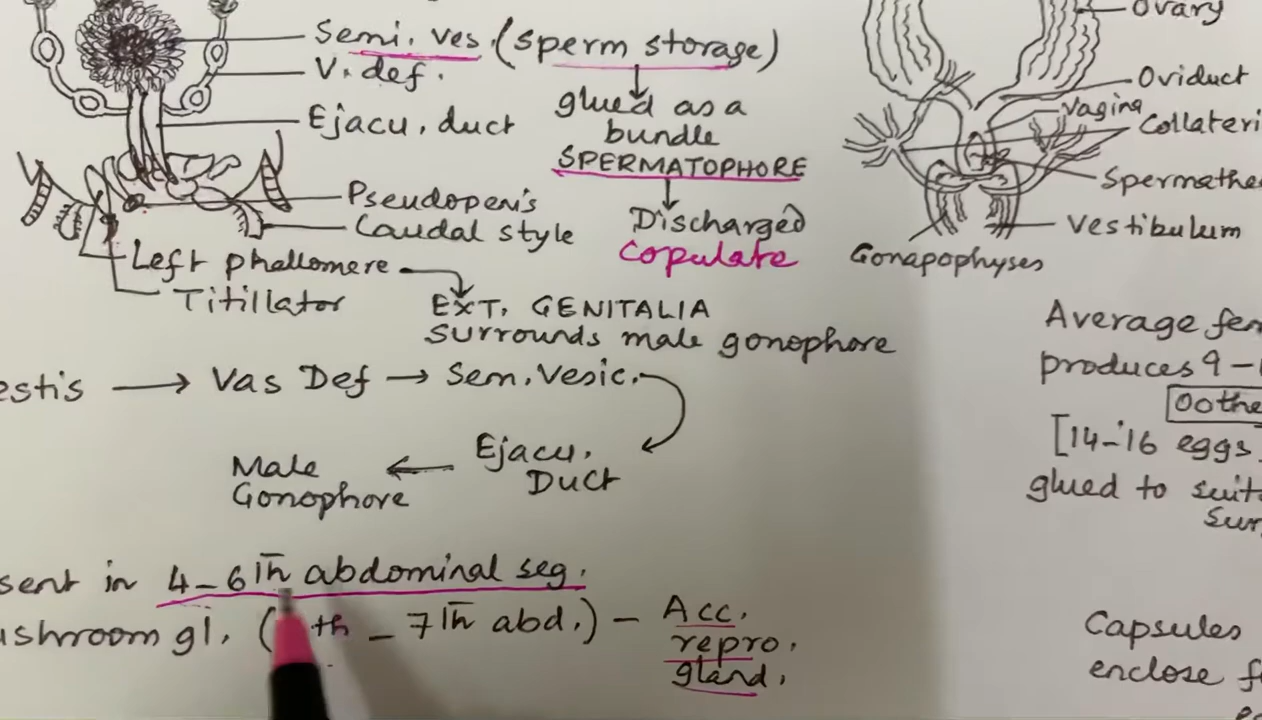 Semi. ves. (sperm storage)
V. def.
Ejacu. duct
glued as a
bundle
SPERMATOPHORE
Discharged
Copulate
Pseudopenis
Caudal style
Left phallomere
Titillator
EXT. GENITALIA
surrounds male gonophore
estis → Vas Def → Sem. Vesic.
Ejacu.
Duct
Male
Gonophore
sent in 4-6th abdominal seg.
ushroom gl. ( th - 7th abd.) - Acc.
repro.
gland.
Ovary
Oviduct
Vagina
Collateri
Spermathe
Vestibulum
Gonapophyses
Average fem
produces 9-
Oothe
[14-16 eggs
glued to suit
sur
Capsules
enclose f